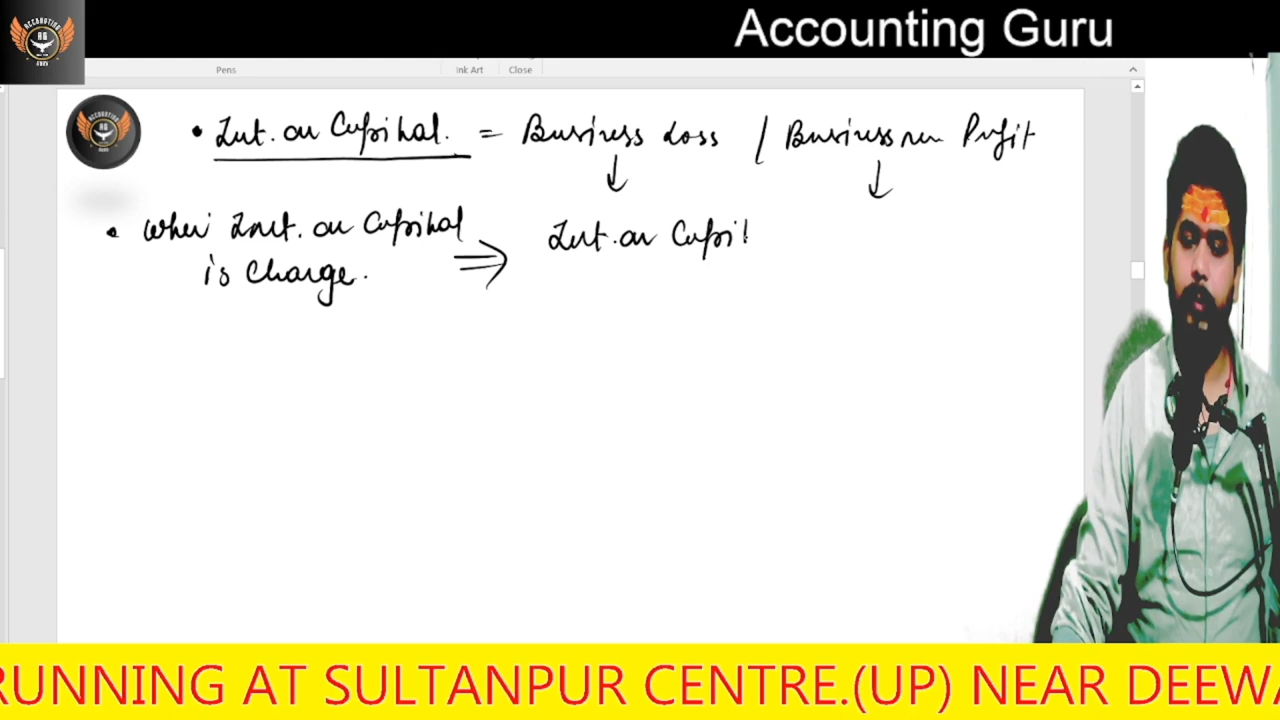 Accounting Guru
Pens Ink Art Close
• Int. on Capital. = Business Loss / Business Profit
• When Int. on Capital
is Charge. ⇒ Int. on Capit
RUNNING AT SULTANPUR CENTRE.(UP) NEAR DEEWA